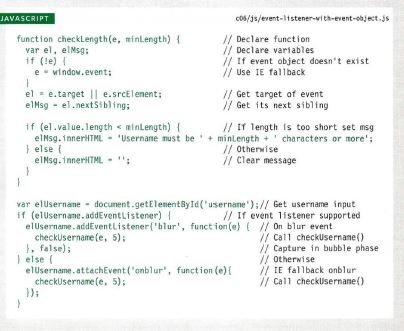 JAVASCRIPT c06/js/event-listener-with-event-object.js
function checkLength(e, minLength) { // Declare function
var el, elMsg; // Declare variables
if (!e) { // If event object doesn't exist
e = window.event; // Use IE fallback
}
el = e.target || e.srcElement; // Get target of event
elMsg = el.nextSibling; // Get its next sibling
if (el.value.length < minLength) { // If length is too short set msg
elMsg.innerHTML = 'Username must be ' + minLength + ' characters or more';
} else { // Otherwise
elMsg.innerHTML = ''; // Clear message
}
}
var elUsername = document.getElementById('username');// Get username input
if (elUsername.addEventListener) { // If event listener supported
elUsername.addEventListener('blur', function(e) { // On blur event
checkUsername(e, 5); // Call checkUsername()
}, false); // Capture in bubble phase
} else { // Otherwise
elUsername.attachEvent('onblur', function(e){ // IE fallback onblur
checkUsername(e, 5); // Call checkUsername()
});
}